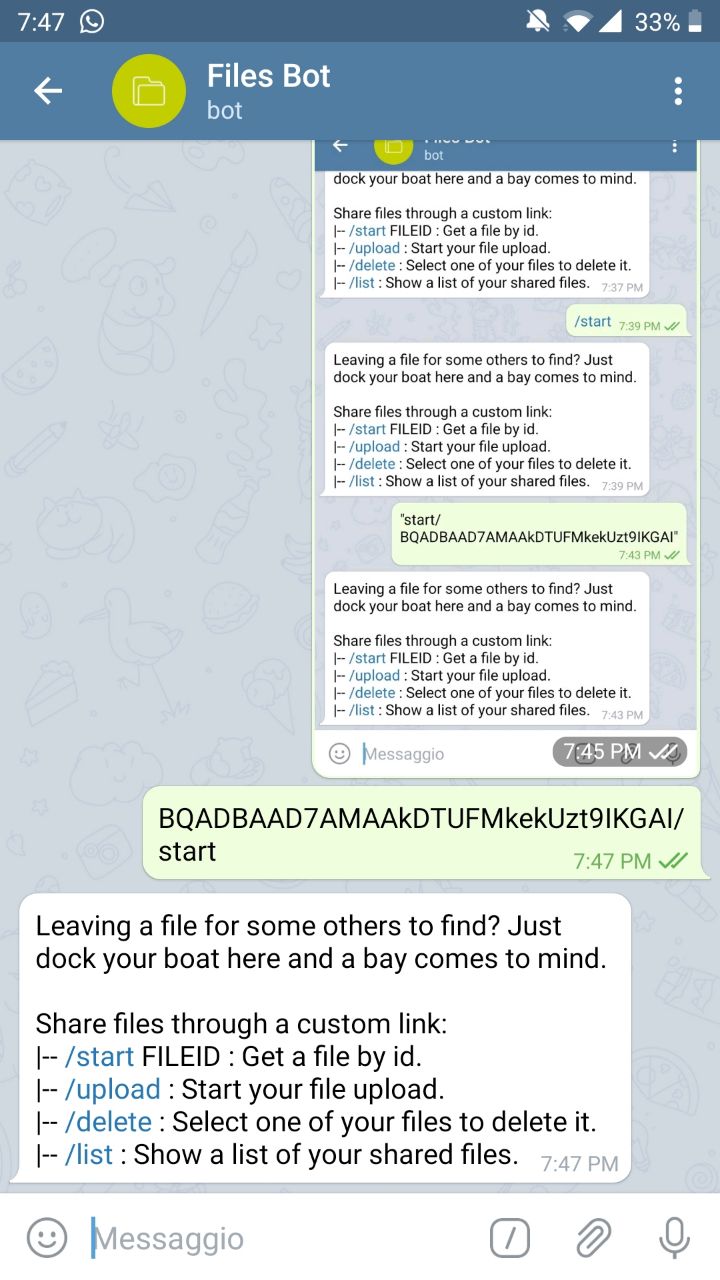 7:47
33%
Files Bot
bot
bot
dock your boat here and a bay comes to mind.
Share files through a custom link:
|-- /start FILEID : Get a file by id.
|-- /upload : Start your file upload.
|-- /delete : Select one of your files to delete it.
|-- /list : Show a list of your shared files. 7:37 PM
/start 7:39 PM
Leaving a file for some others to find? Just
dock your boat here and a bay comes to mind.
Share files through a custom link:
|-- /start FILEID : Get a file by id.
|-- /upload : Start your file upload.
|-- /delete : Select one of your files to delete it.
|-- /list : Show a list of your shared files. 7:39 PM
"start/
BQADBAAD7AMAAkDTUFMkekUzt9IKGAI"
7:43 PM
Leaving a file for some others to find? Just
dock your boat here and a bay comes to mind.
Share files through a custom link:
|-- /start FILEID : Get a file by id.
|-- /upload : Start your file upload.
|-- /delete : Select one of your files to delete it.
|-- /list : Show a list of your shared files. 7:43 PM
Messaggio
7:45 PM
BQADBAAD7AMAAkDTUFMkekUzt9IKGAI/
start
7:47 PM
Leaving a file for some others to find? Just
dock your boat here and a bay comes to mind.
Share files through a custom link:
|-- /start FILEID : Get a file by id.
|-- /upload : Start your file upload.
|-- /delete : Select one of your files to delete it.
|-- /list : Show a list of your shared files. 7:47 PM
Messaggio